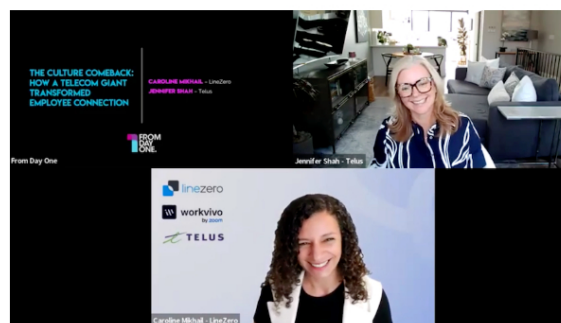 THE CULTURE COMEBACK:
HOW A TELECOM GIANT
TRANSFORMED
EMPLOYEE CONNECTION
CAROLINE MIKHAIL - LineZero
JENNIFER SHAH - Telus
FROM
DAY
ONE.
From Day One
Jennifer Shah - Telus
linezero
workvivo
by zoom
TELUS
Caroline Mikhail - LineZero